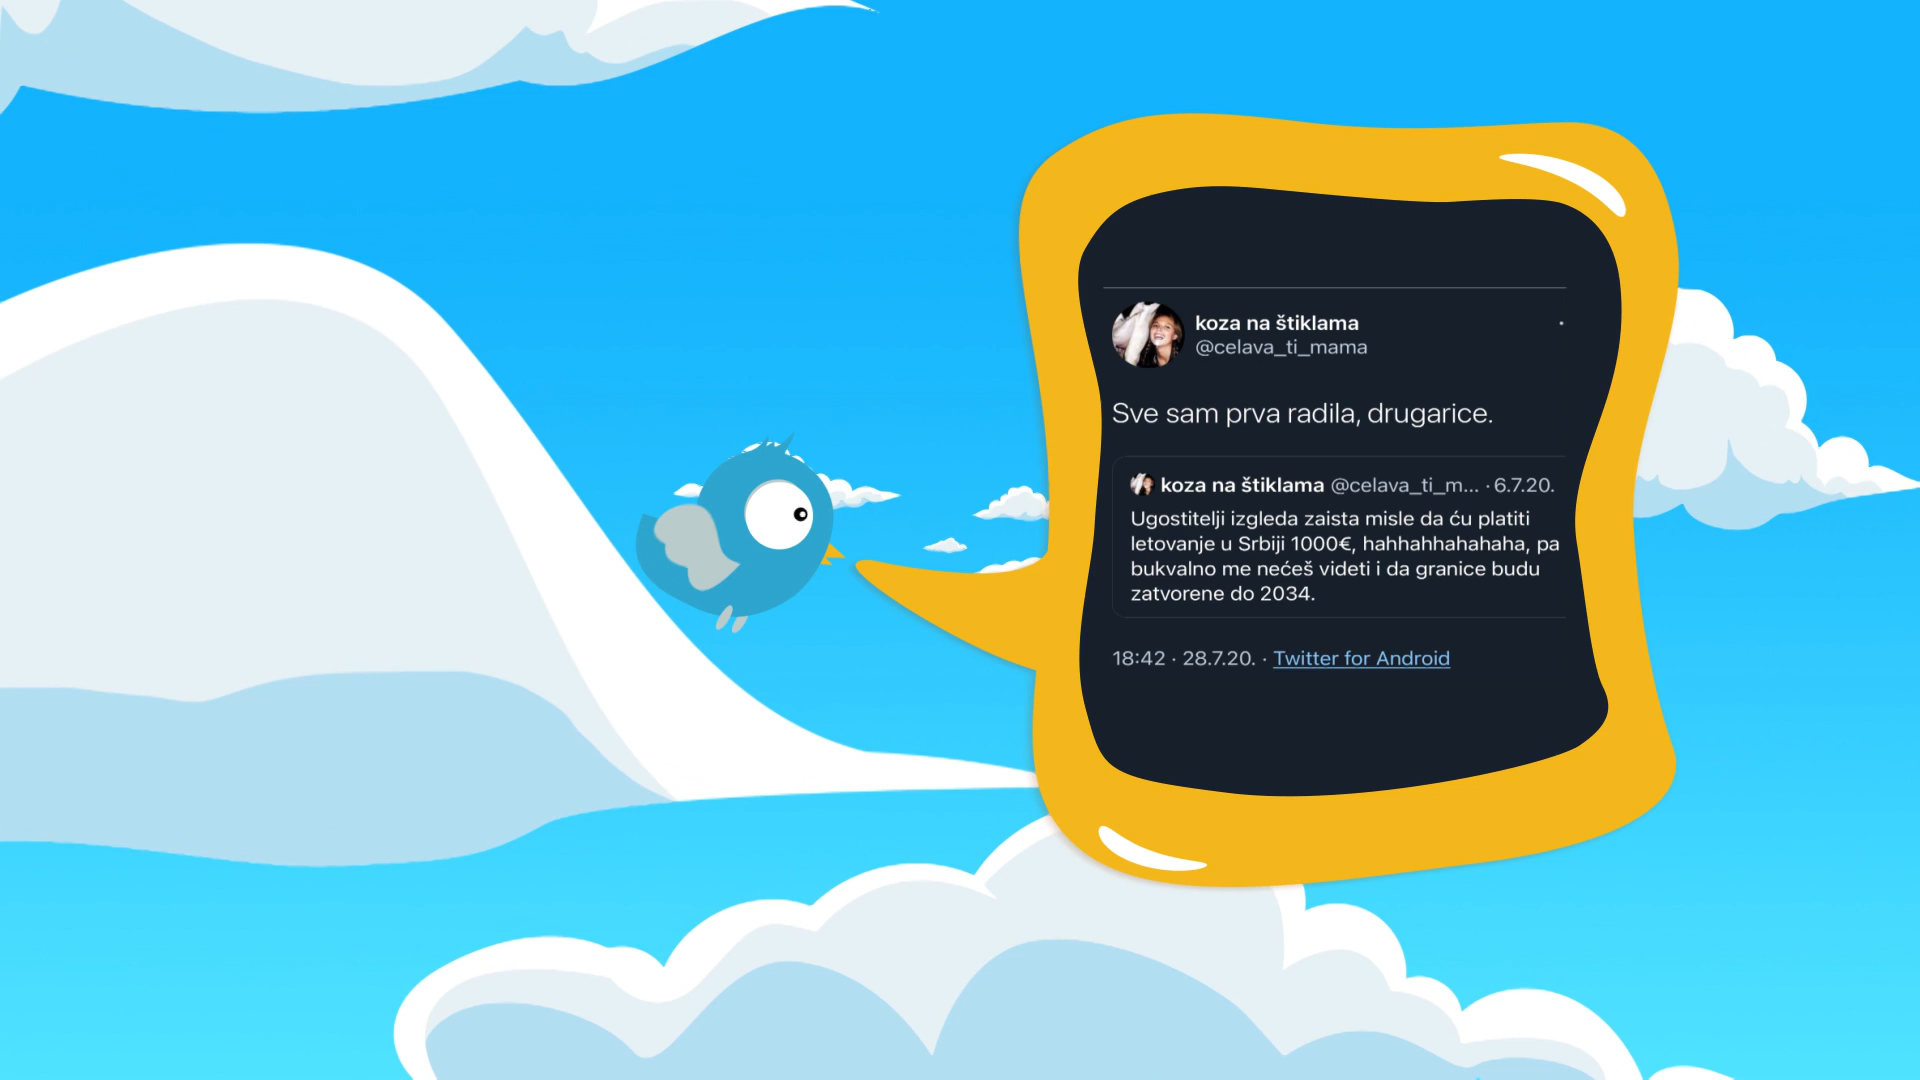 koza na štiklama
@celava_ti_mama
Sve sam prva radila, drugarice.
koza na štiklama @celava_ti_m... · 6.7.20.
Ugostitelji izgleda zaista misle da ću platiti
letovanje u Srbiji 1000€, hahhahhahahaha, pa
bukvalno me nećeš videti i da granice budu
zatvorene do 2034.
18:42 · 28.7.20. · Twitter for Android